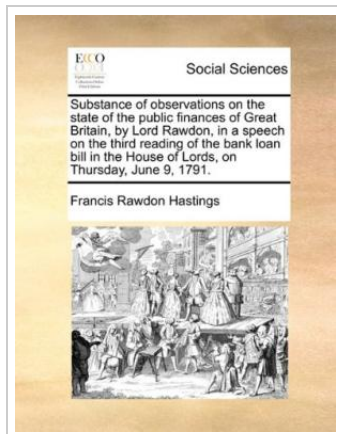 ECCO
Social Sciences
Substance of observations on the
state of the public finances of Great
Britain, by Lord Rawdon, in a speech
on the third reading of the bank loan
bill in the House of Lords, on
Thursday, June 9, 1791.
Francis Rawdon Hastings